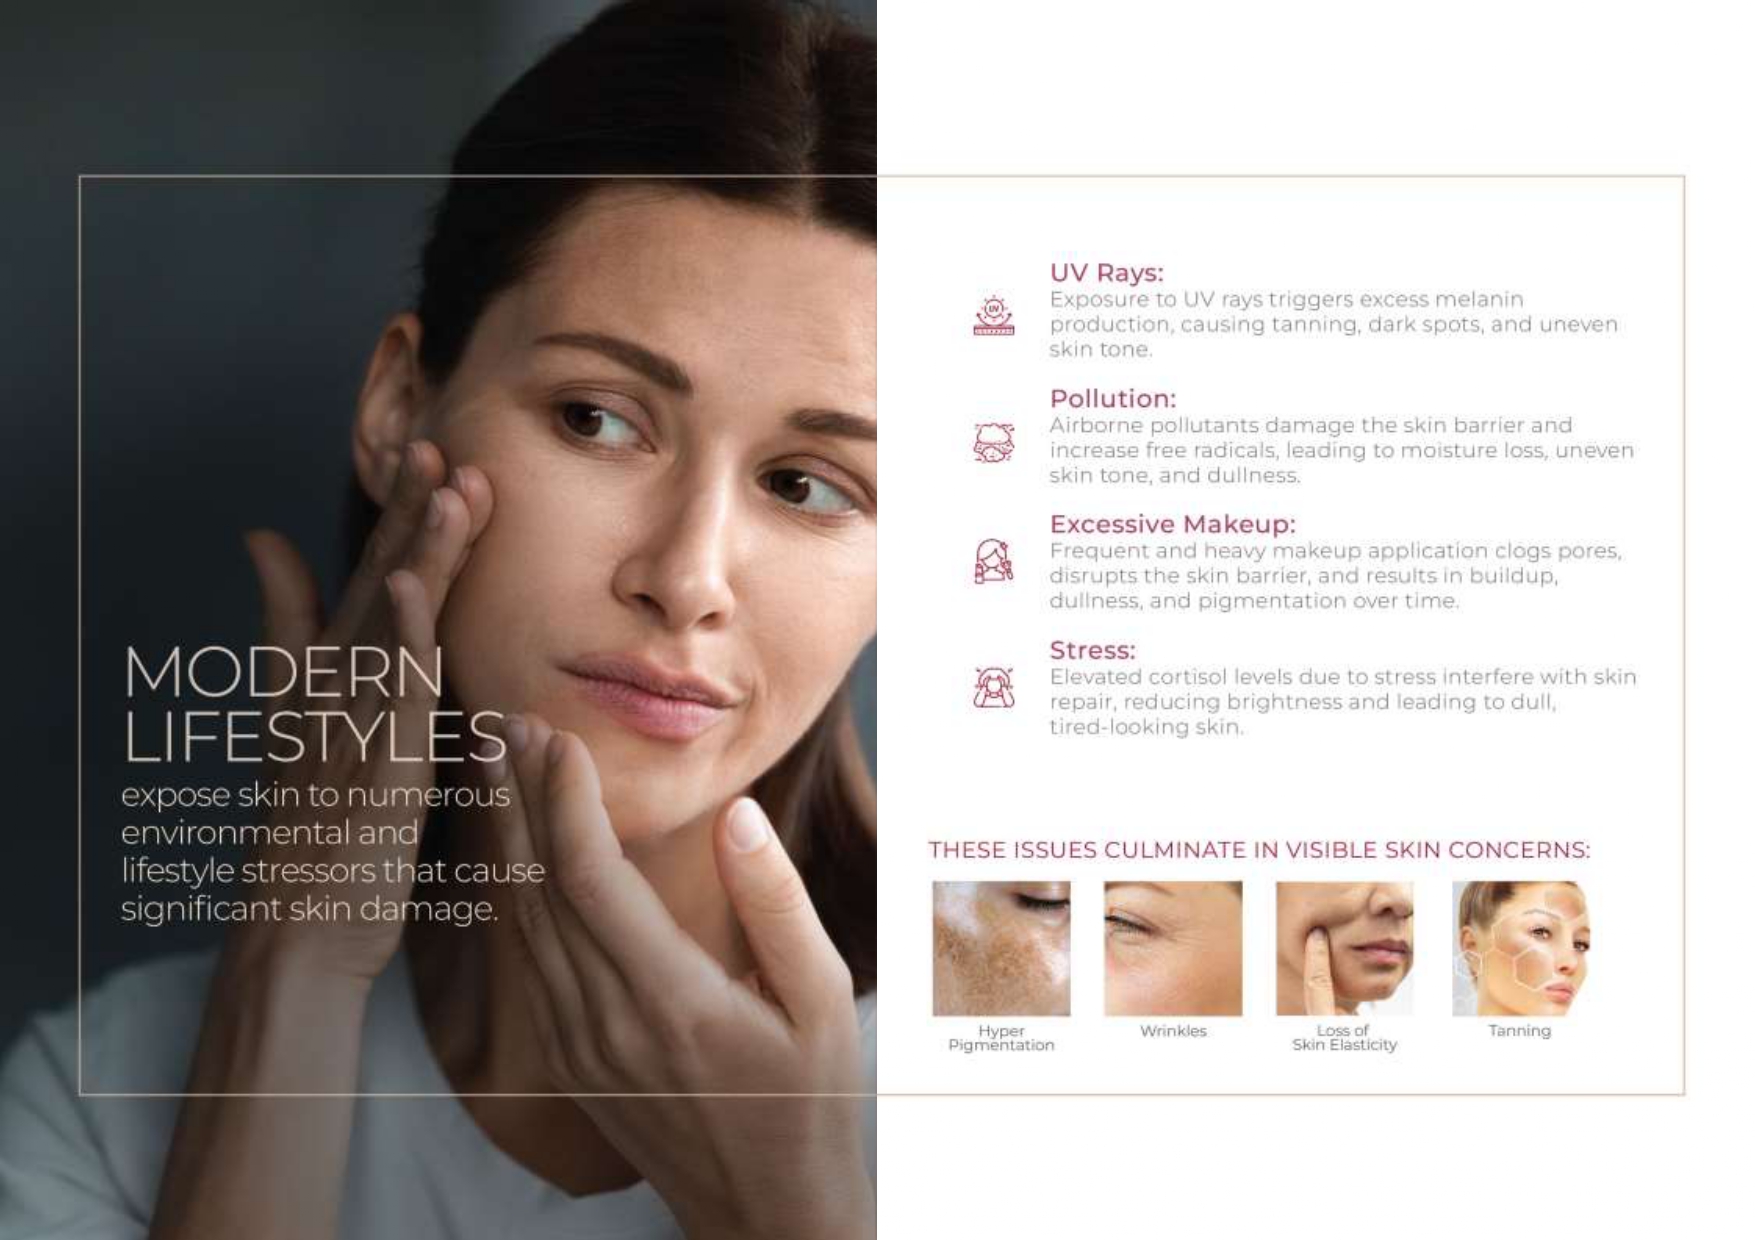 MODERN
LIFESTYLES
expose skin to numerous
environmental and
lifestyle stressors that cause
significant skin damage.
UV Rays:
Exposure to UV rays triggers excess melanin
production, causing tanning, dark spots, and uneven
skin tone.
Pollution:
Airborne pollutants damage the skin barrier and
increase free radicals, leading to moisture loss, uneven
skin tone, and dullness.
Excessive Makeup:
Frequent and heavy makeup application clogs pores,
disrupts the skin barrier, and results in buildup,
dullness, and pigmentation over time.
Stress:
Elevated cortisol levels due to stress interfere with skin
repair, reducing brightness and leading to dull,
tired-looking skin.
THESE ISSUES CULMINATE IN VISIBLE SKIN CONCERNS:
Hyper
Pigmentation
Wrinkles
Loss of
Skin Elasticity
Tanning
UV